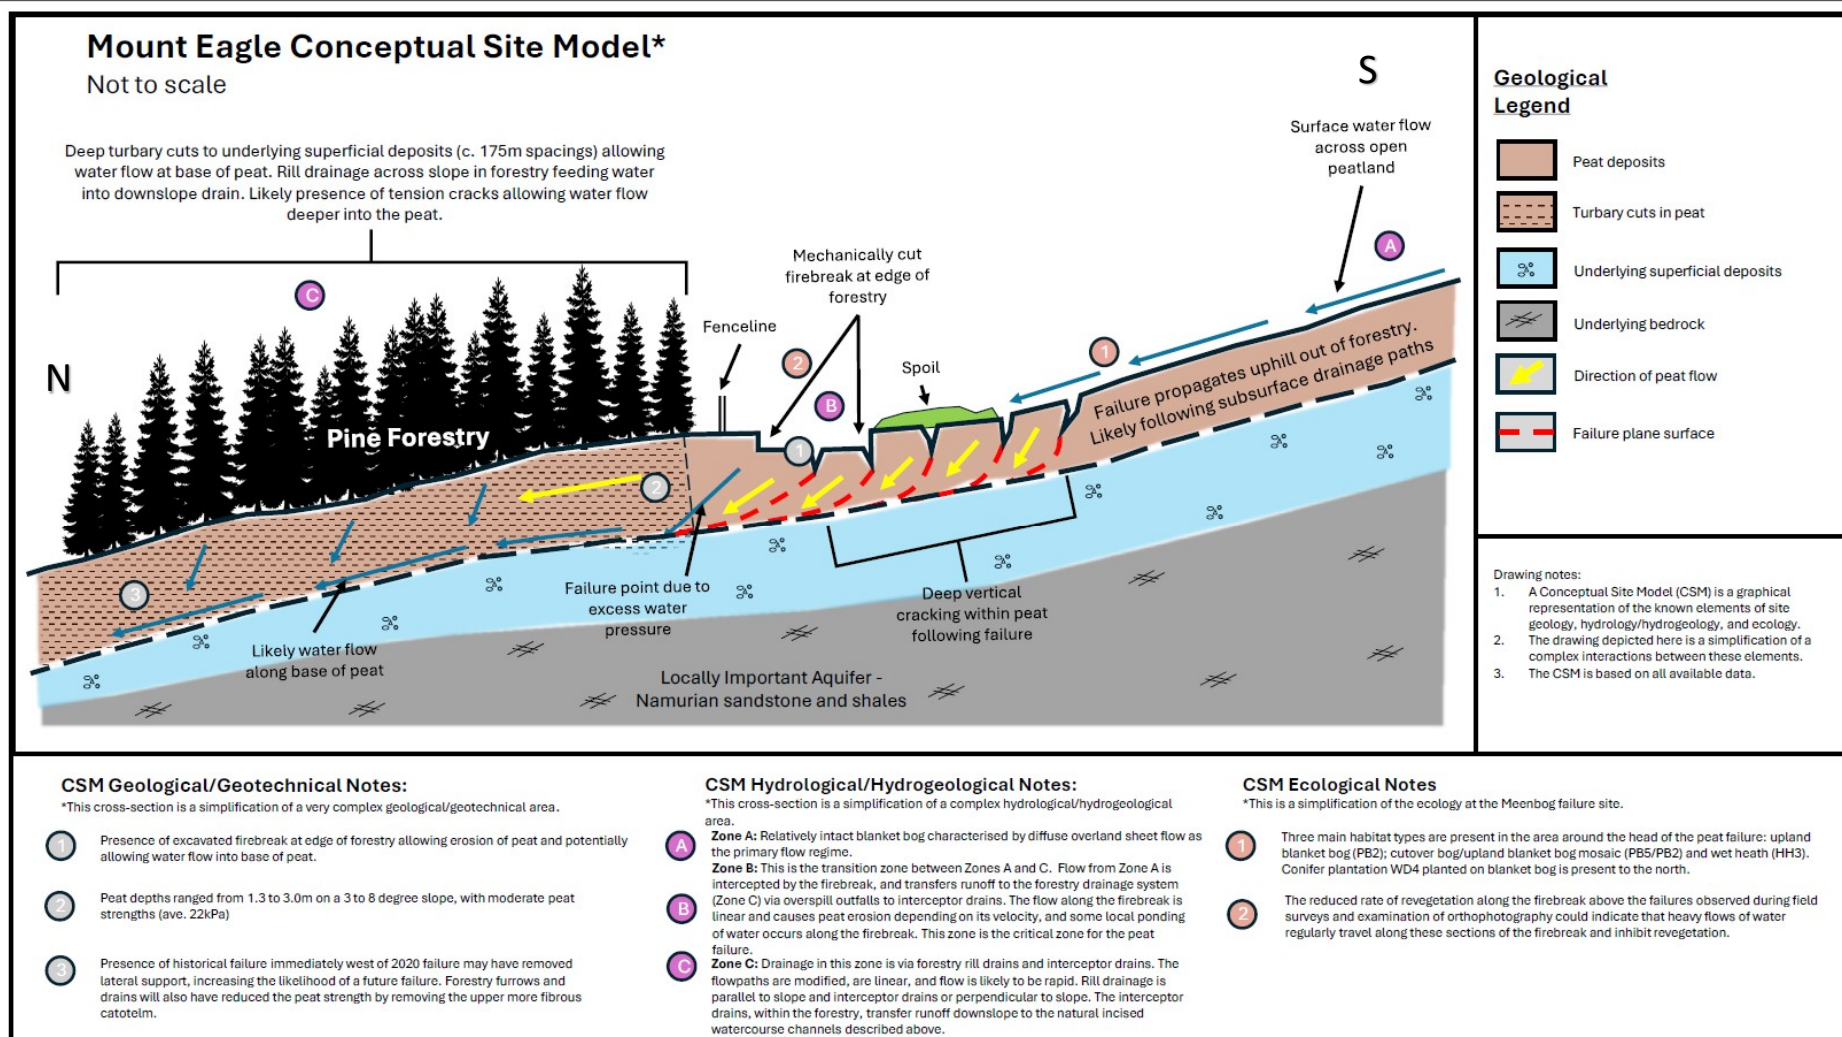 Mount Eagle Conceptual Site Model*
Not to scale
S
N
Deep turbary cuts to underlying superficial deposits (c. 175m spacings) allowing
water flow at base of peat. Rill drainage across slope in forestry feeding water
into downslope drain. Likely presence of tension cracks allowing water flow
deeper into the peat.
C
Mechanically cut
firebreak at edge of
forestry
Surface water flow
across open
peatland
A
Fenceline
2
B
Spoil
1
Failure propagates uphill out of forestry.
Likely following subsurface drainage paths
Pine Forestry
1
2
3
Likely water flow
along base of peat
Failure point due to
excess water
pressure
Deep vertical
cracking within peat
following failure
Locally Important Aquifer -
Namurian sandstone and shales
Geological
Legend
Peat deposits
Turbary cuts in peat
Underlying superficial deposits
Underlying bedrock
Direction of peat flow
Failure plane surface
Drawing notes:
1. A Conceptual Site Model (CSM) is a graphical
representation of the known elements of site
geology, hydrology/hydrogeology, and ecology.
2. The drawing depicted here is a simplification of a
complex interactions between these elements.
3. The CSM is based on all available data.
CSM Geological/Geotechnical Notes:
*This cross-section is a simplification of a very complex geological/geotechnical area.
1 Presence of excavated firebreak at edge of forestry allowing erosion of peat and potentially
allowing water flow into base of peat.
2 Peat depths ranged from 1.3 to 3.0m on a 3 to 8 degree slope, with moderate peat
strengths (ave. 22kPa)
3 Presence of historical failure immediately west of 2020 failure may have removed
lateral support, increasing the likelihood of a future failure. Forestry furrows and
drains will also have reduced the peat strength by removing the upper more fibrous
catotelm.
CSM Hydrological/Hydrogeological Notes:
*This cross-section is a simplification of a complex hydrological/hydrogeological
area.
A Zone A: Relatively intact blanket bog characterised by diffuse overland sheet flow as
the primary flow regime.
B Zone B: This is the transition zone between Zones A and C. Flow from Zone A is
intercepted by the firebreak, and transfers runoff to the forestry drainage system
(Zone C) via overspill outfalls to interceptor drains. The flow along the firebreak is
linear and causes peat erosion depending on its velocity, and some local ponding
of water occurs along the firebreak. This zone is the critical zone for the peat
failure.
C Zone C: Drainage in this zone is via forestry rill drains and interceptor drains. The
flowpaths are modified, are linear, and flow is likely to be rapid. Rill drainage is
parallel to slope and interceptor drains or perpendicular to slope. The interceptor
drains, within the forestry, transfer runoff downslope to the natural incised
watercourse channels described above.
CSM Ecological Notes
*This is a simplification of the ecology at the Meenbog failure site.
1 Three main habitat types are present in the area around the head of the peat failure: upland
blanket bog (PB2); cutover bog/upland blanket bog mosaic (PB5/PB2) and wet heath (HH3).
Conifer plantation WD4 planted on blanket bog is present to the north.
2 The reduced rate of revegetation along the firebreak above the failures observed during field
surveys and examination of orthophotography could indicate that heavy flows of water
regularly travel along these sections of the firebreak and inhibit revegetation.